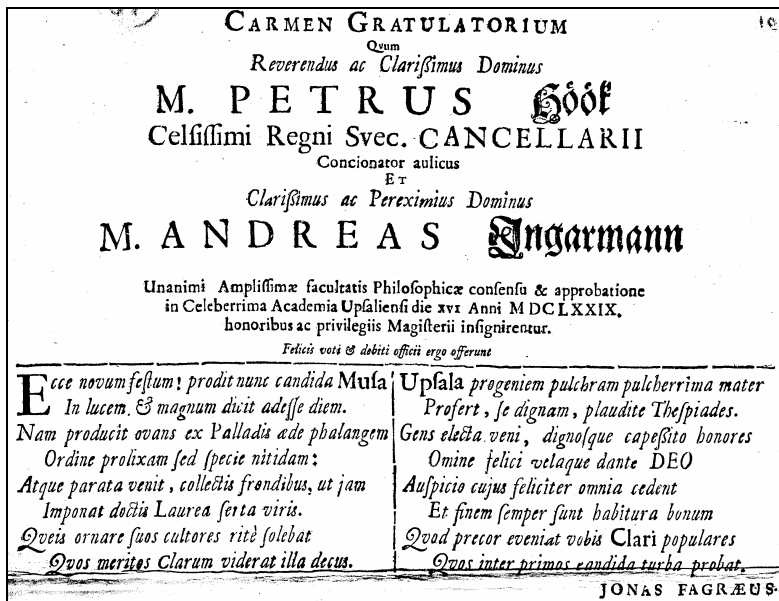 CARMEN GRATULATORIUM
Qvum
Reverendus ac Clarißimus Dominus
M. PETRUS Höök
Celsissimi Regni Svec. CANCELLARII
Concionator aulicus
ET
Clarißimus ac Pereximius Dominus
M. ANDREAS Ingarmann
Unanimi Amplissimæ facultatis Philosophicæ consensu & approbatione
in Celeberrima Academia Upsaliensi die XVI Anni MDCLXXIX.
honoribus ac privilegiis Magisterii insignirentur.
Felicis voti & debiti officii ergo offerunt
Ecce novum festum! prodit nunc candida Musa
In lucem, & magnum ducit adesse diem.
Nam producit ovans ex Palladis æde phalangem
Ordine prolixam sed specie nitidam:
Atque parata venit, collectis frondibus, ut jam
Imponat doctis Laurea serta viris.
Qveis ornare suos cultores ritè solebat
Qvos meritos Clarum viderat illa decus.
Upsala progeniem pulchram pulcherrima mater
Profert, se dignam, plaudite Thespiades.
Gens electa veni, dignosque capeßito honores
Omine felici velaque dante DEO
Auspicio cujus feliciter omnia cedent
Et finem semper sunt habitura bonum
Qvod precor eveniat vobis Clari populares
Qvos inter primos candida turba probat.
JONAS FAGRÆUS.